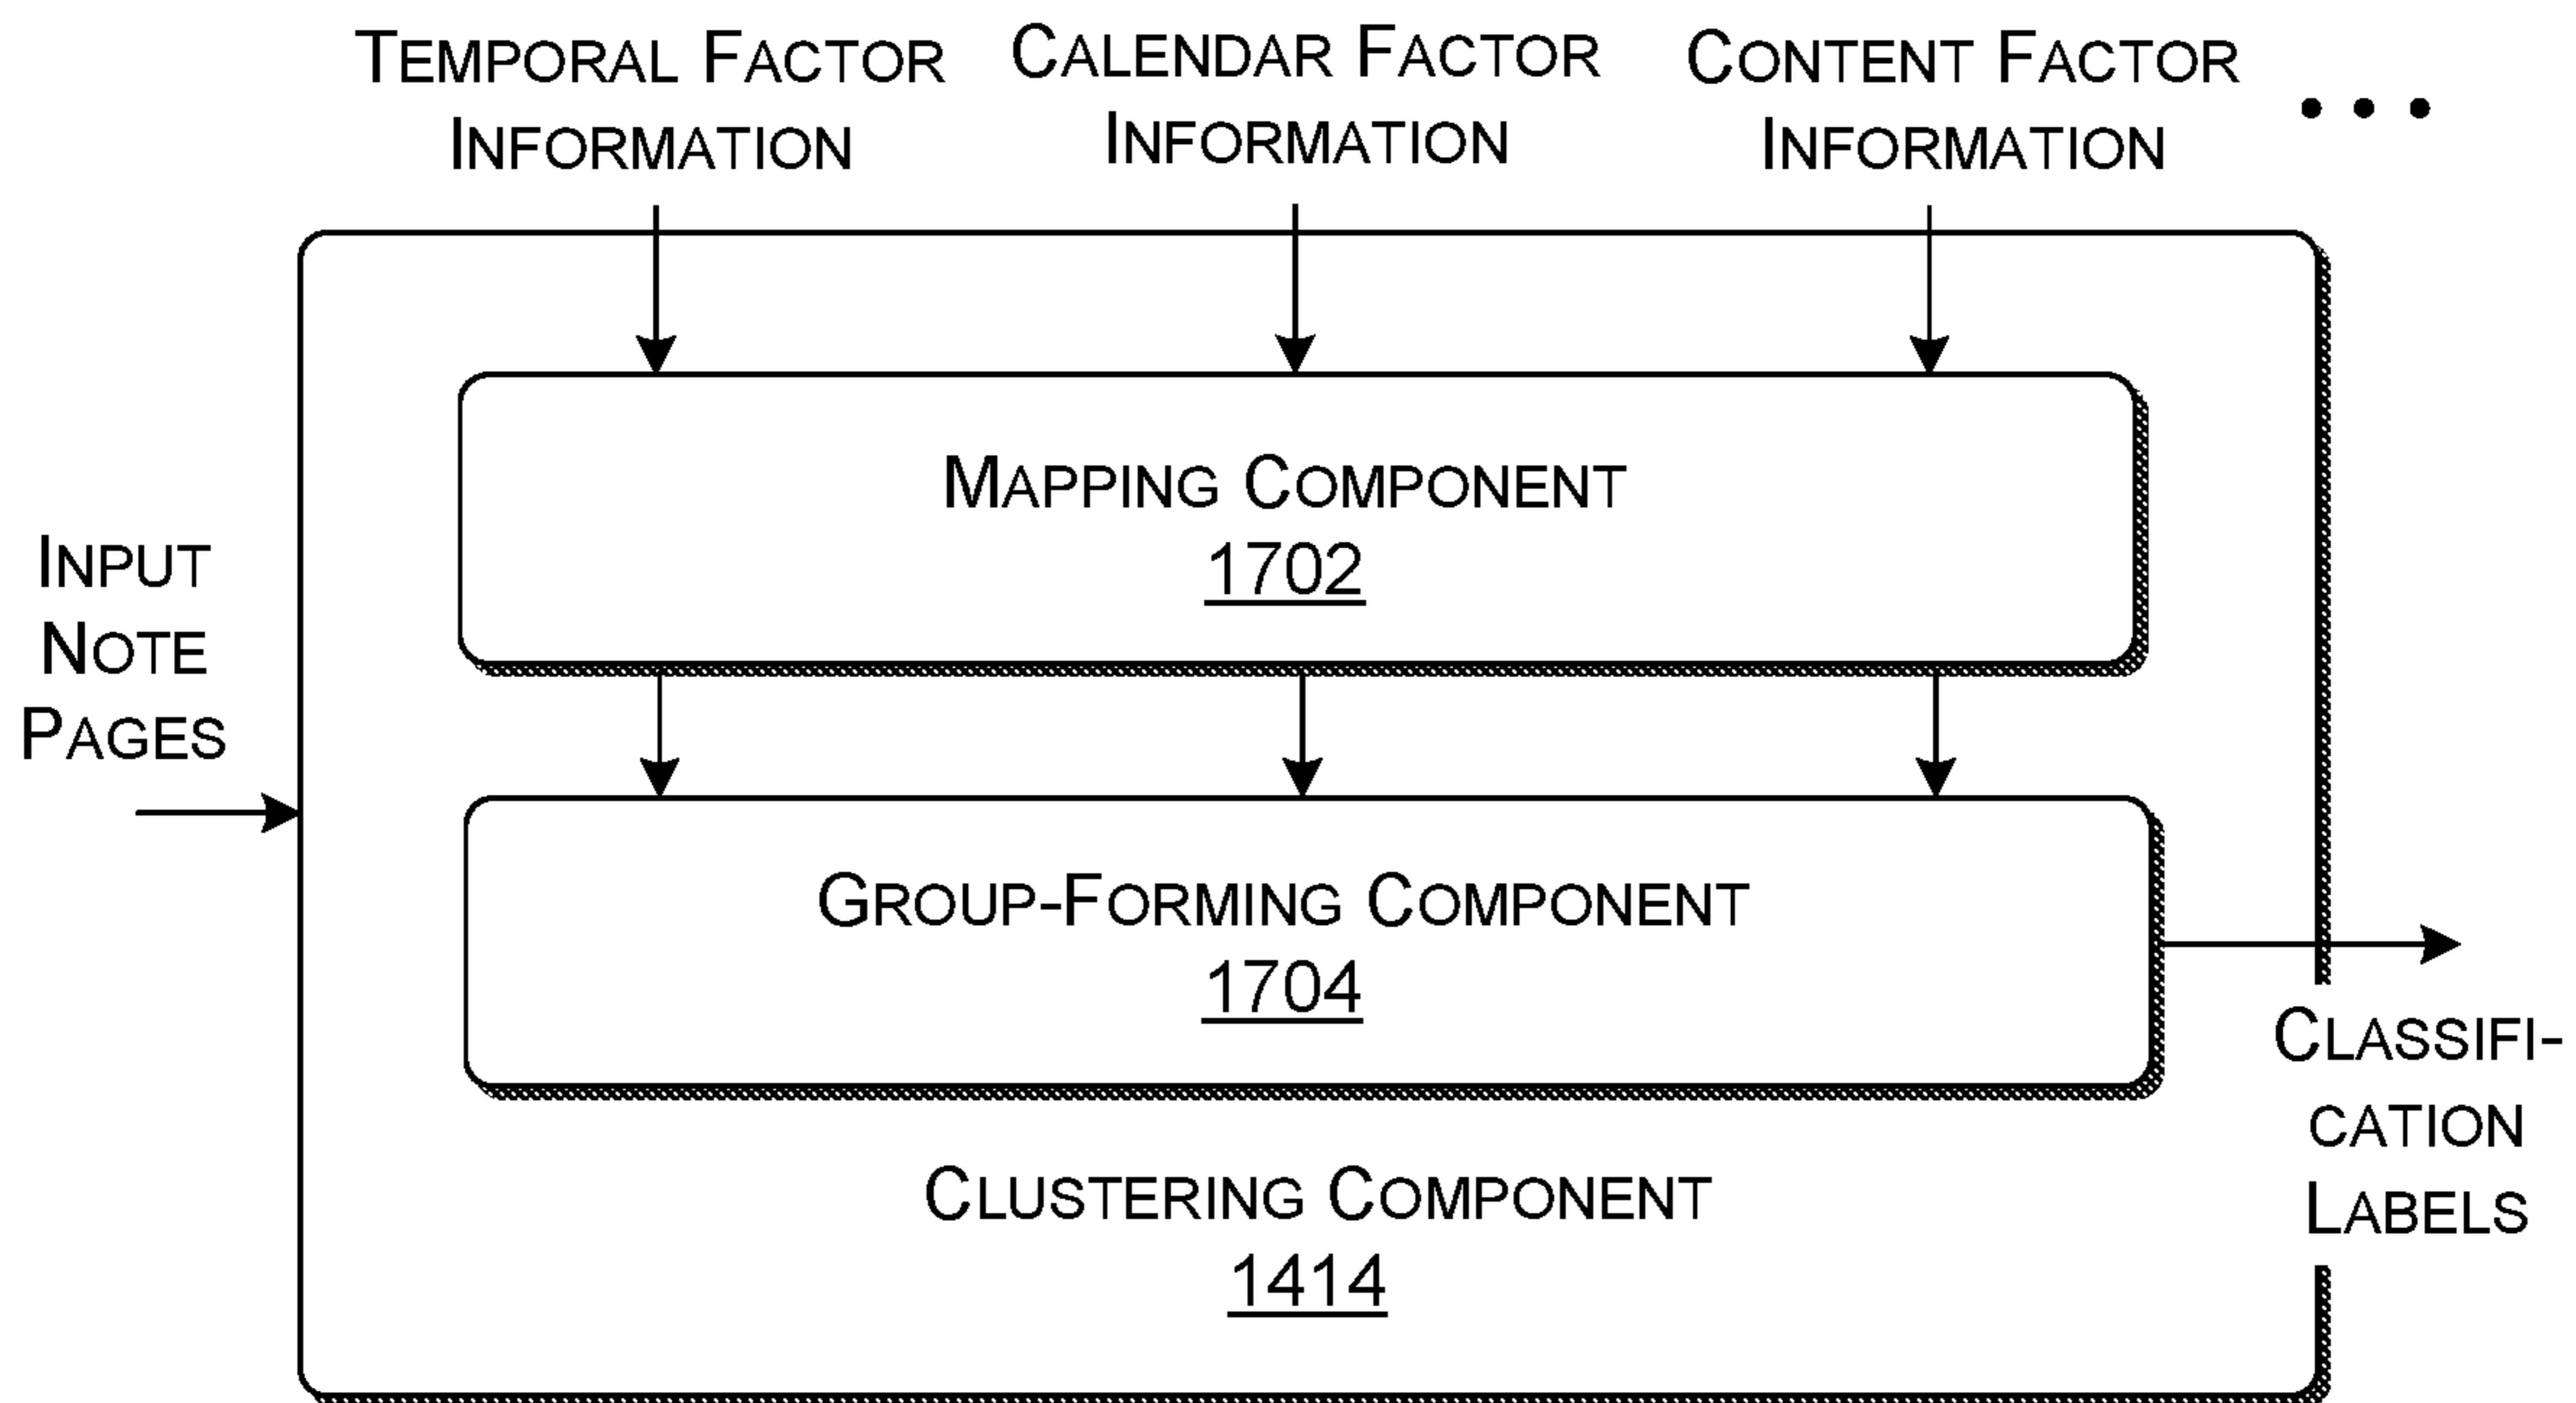 TEMPORAL FACTOR
INFORMATION
CALENDAR FACTOR
INFORMATION
CONTENT FACTOR
INFORMATION
• • •
MAPPING COMPONENT
1702
INPUT
NOTE
PAGES
GROUP-FORMING COMPONENT
1704
CLASSIFI-
CATION
LABELS
CLUSTERING COMPONENT
1414